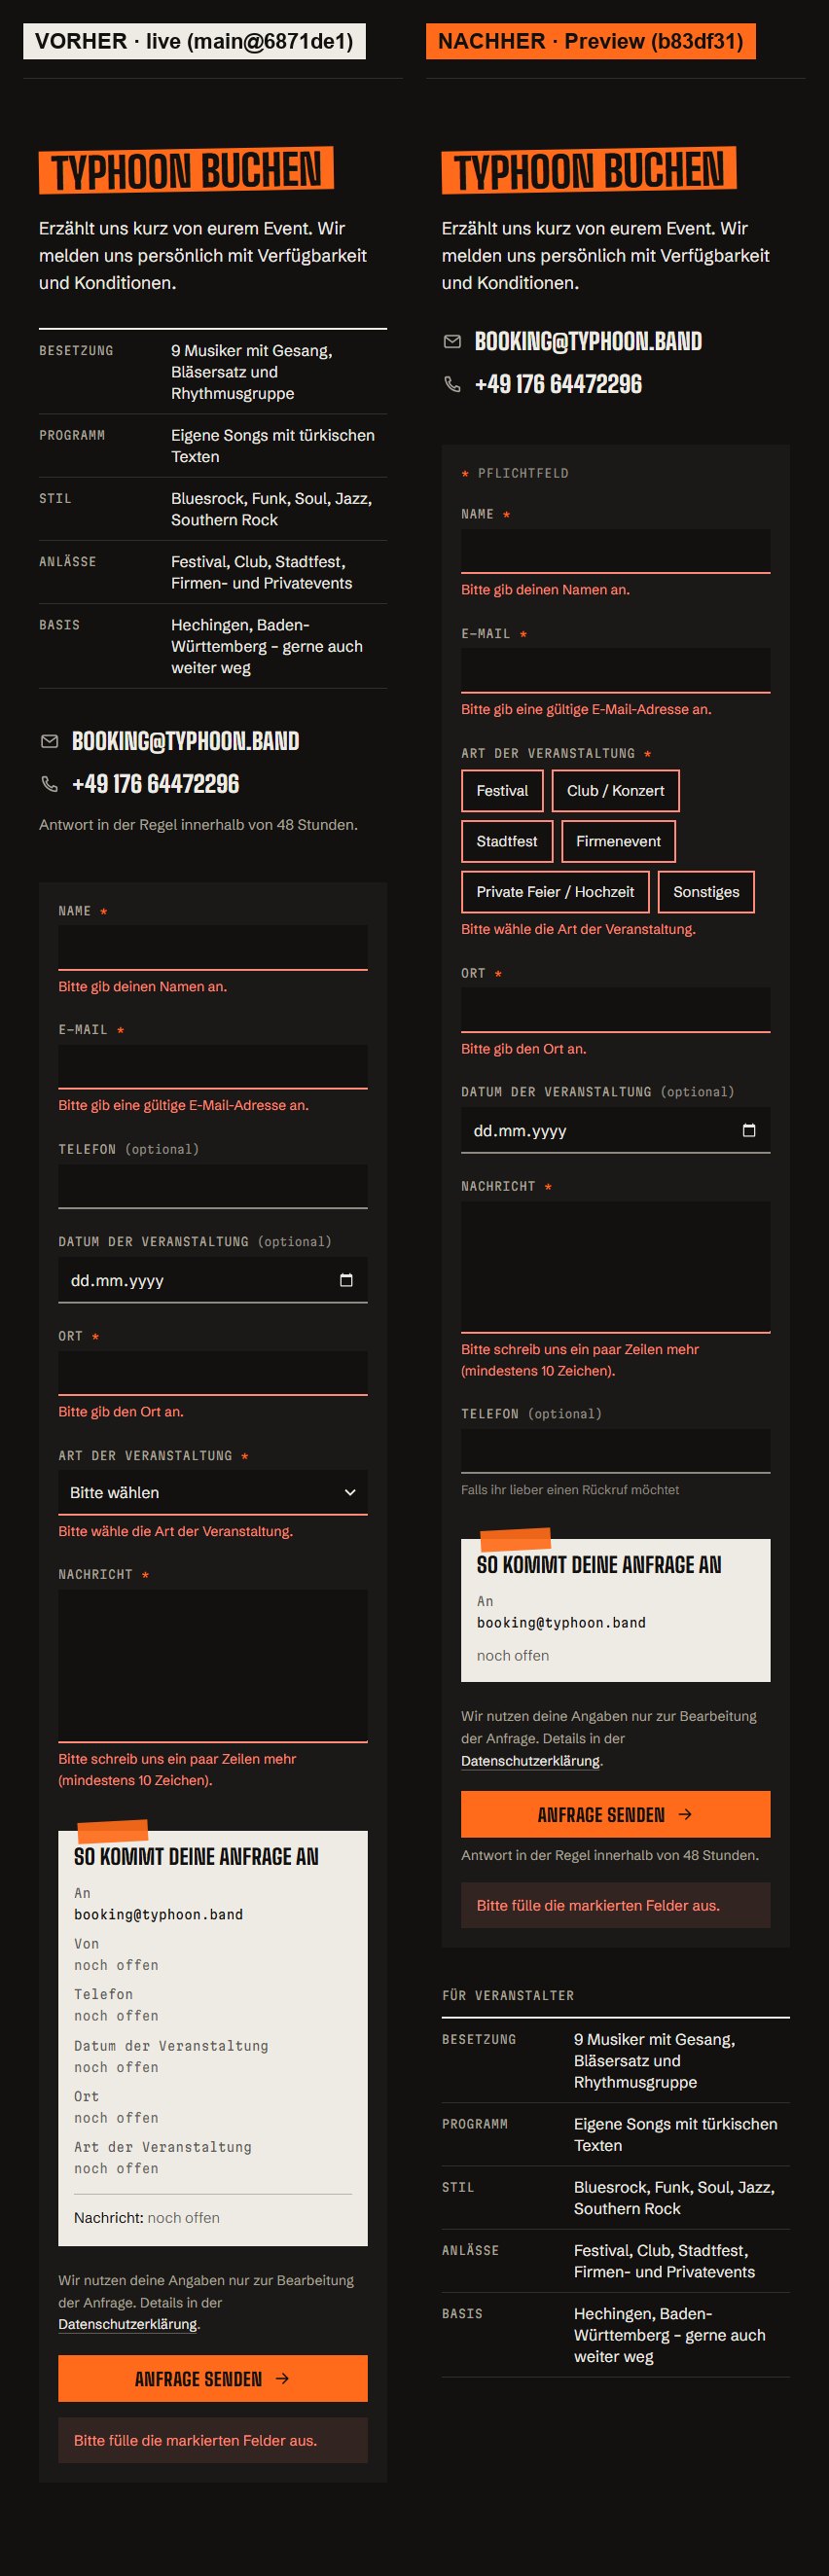 VORHER · live (main@6871de1)
TYPHOON BUCHEN
Erzählt uns kurz von eurem Event. Wir
melden uns persönlich mit Verfügbarkeit
und Konditionen.
BESETZUNG
9 Musiker mit Gesang,
Bläsersatz und
Rhythmusgruppe
PROGRAMM
Eigene Songs mit türkischen
Texten
STIL
Bluesrock, Funk, Soul, Jazz,
Southern Rock
ANLÄSSE
Festival, Club, Stadtfest,
Firmen- und Privatevents
BASIS
Hechingen, Baden-
Württemberg – gerne auch
weiter weg
BOOKING@TYPHOON.BAND
+49 176 64472296
Antwort in der Regel innerhalb von 48 Stunden.
NAME *
Bitte gib deinen Namen an.
E-MAIL *
Bitte gib eine gültige E-Mail-Adresse an.
TELEFON (optional)
DATUM DER VERANSTALTUNG (optional)
dd.mm.yyyy
ORT *
Bitte gib den Ort an.
ART DER VERANSTALTUNG *
Bitte wählen
Bitte wähle die Art der Veranstaltung.
NACHRICHT *
Bitte schreib uns ein paar Zeilen mehr
(mindestens 10 Zeichen).
SO KOMMT DEINE ANFRAGE AN
An
booking@typhoon.band
Von
noch offen
Telefon
noch offen
Datum der Veranstaltung
noch offen
Ort
noch offen
Art der Veranstaltung
noch offen
Nachricht: noch offen
Wir nutzen deine Angaben nur zur Bearbeitung
der Anfrage. Details in der
Datenschutzerklärung.
ANFRAGE SENDEN →
Bitte fülle die markierten Felder aus.
NACHHER · Preview (b83df31)
TYPHOON BUCHEN
Erzählt uns kurz von eurem Event. Wir
melden uns persönlich mit Verfügbarkeit
und Konditionen.
BOOKING@TYPHOON.BAND
+49 176 64472296
* PFLICHTFELD
NAME *
Bitte gib deinen Namen an.
E-MAIL *
Bitte gib eine gültige E-Mail-Adresse an.
ART DER VERANSTALTUNG *
Festival
Club / Konzert
Stadtfest
Firmenevent
Private Feier / Hochzeit
Sonstiges
Bitte wähle die Art der Veranstaltung.
ORT *
Bitte gib den Ort an.
DATUM DER VERANSTALTUNG (optional)
dd.mm.yyyy
NACHRICHT *
Bitte schreib uns ein paar Zeilen mehr
(mindestens 10 Zeichen).
TELEFON (optional)
Falls ihr lieber einen Rückruf möchtet
SO KOMMT DEINE ANFRAGE AN
An
booking@typhoon.band
noch offen
Wir nutzen deine Angaben nur zur Bearbeitung
der Anfrage. Details in der
Datenschutzerklärung.
ANFRAGE SENDEN →
Antwort in der Regel innerhalb von 48 Stunden.
Bitte fülle die markierten Felder aus.
FÜR VERANSTALTER
BESETZUNG
9 Musiker mit Gesang,
Bläsersatz und
Rhythmusgruppe
PROGRAMM
Eigene Songs mit türkischen
Texten
STIL
Bluesrock, Funk, Soul, Jazz,
Southern Rock
ANLÄSSE
Festival, Club, Stadtfest,
Firmen- und Privatevents
BASIS
Hechingen, Baden-
Württemberg – gerne auch
weiter weg